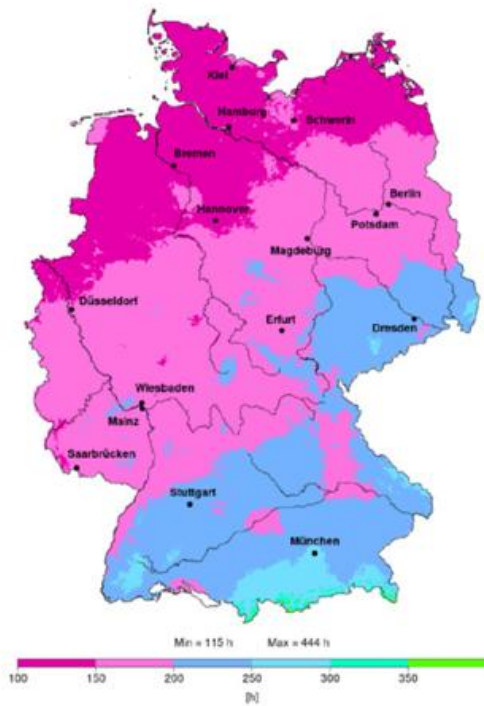 Kiel
Hamburg
Schwerin
Bremen
Hannover
Berlin
Potsdam
Magdeburg
Düsseldorf
Erfurt
Dresden
Wiesbaden
Mainz
Saarbrücken
Stuttgart
München
Min = 115 h Max = 444 h
100 150 200 250 300 350
[h]